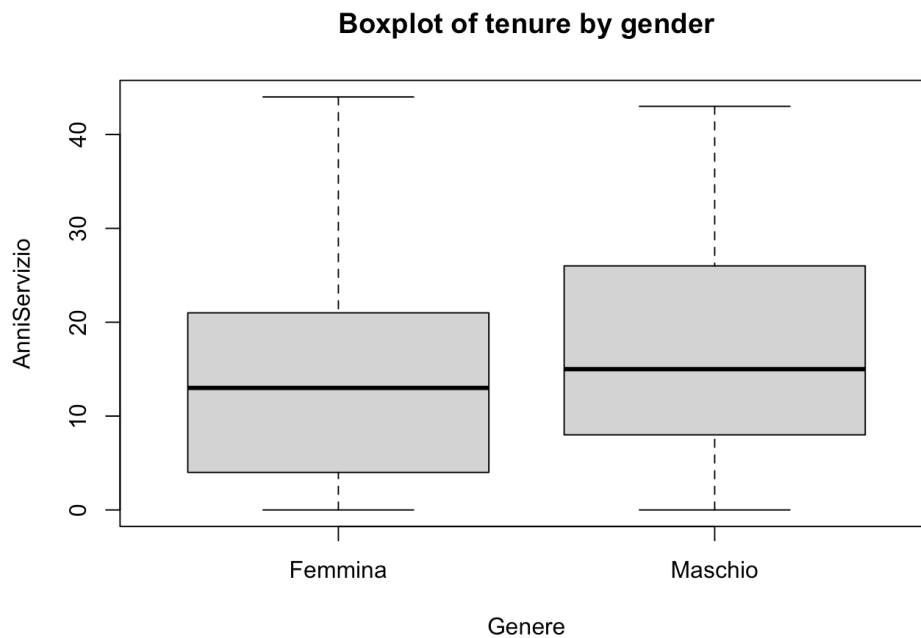 Boxplot of tenure by gender
AnniServizio
40
30
20
10
0
Femmina
Maschio
Genere